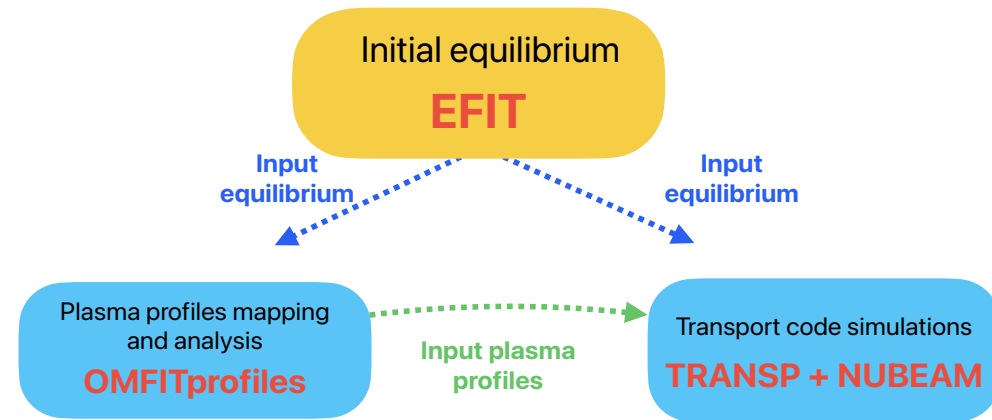 Initial equilibrium
EFIT
Input
equilibrium
Input
equilibrium
Plasma profiles mapping
and analysis
OMFITprofiles
Input plasma
profiles
Transport code simulations
TRANSP + NUBEAM